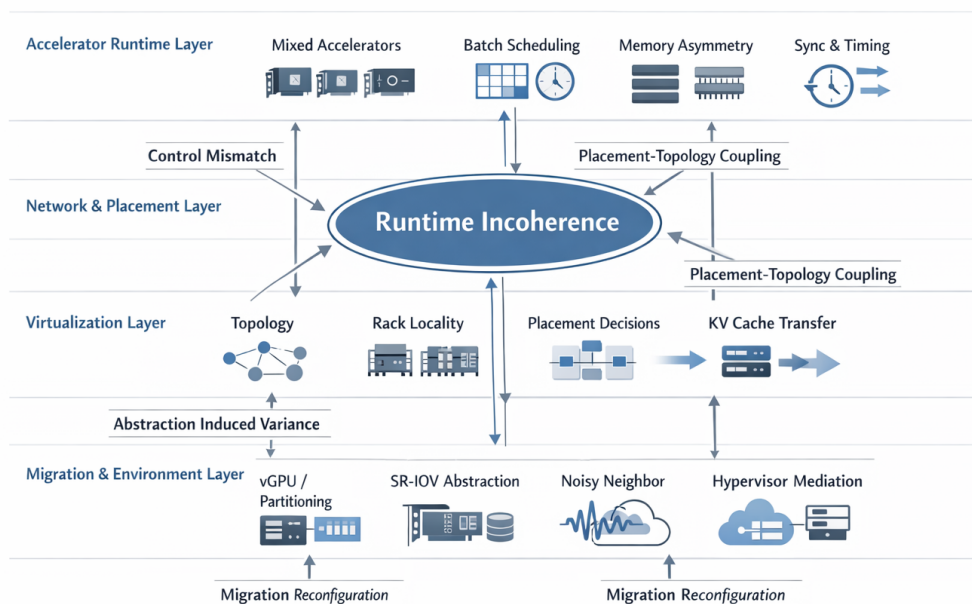 Accelerator Runtime Layer
Mixed Accelerators
Batch Scheduling
Memory Asymmetry
Sync & Timing
Control Mismatch
Placement-Topology Coupling
Network & Placement Layer
Runtime Incoherence
Placement-Topology Coupling
Virtualization Layer
Topology
Rack Locality
Placement Decisions
KV Cache Transfer
Abstraction Induced Variance
Migration & Environment Layer
vGPU /
Partitioning
SR-IOV Abstraction
Noisy Neighbor
Hypervisor Mediation
Migration Reconfiguration
Migration Reconfiguration